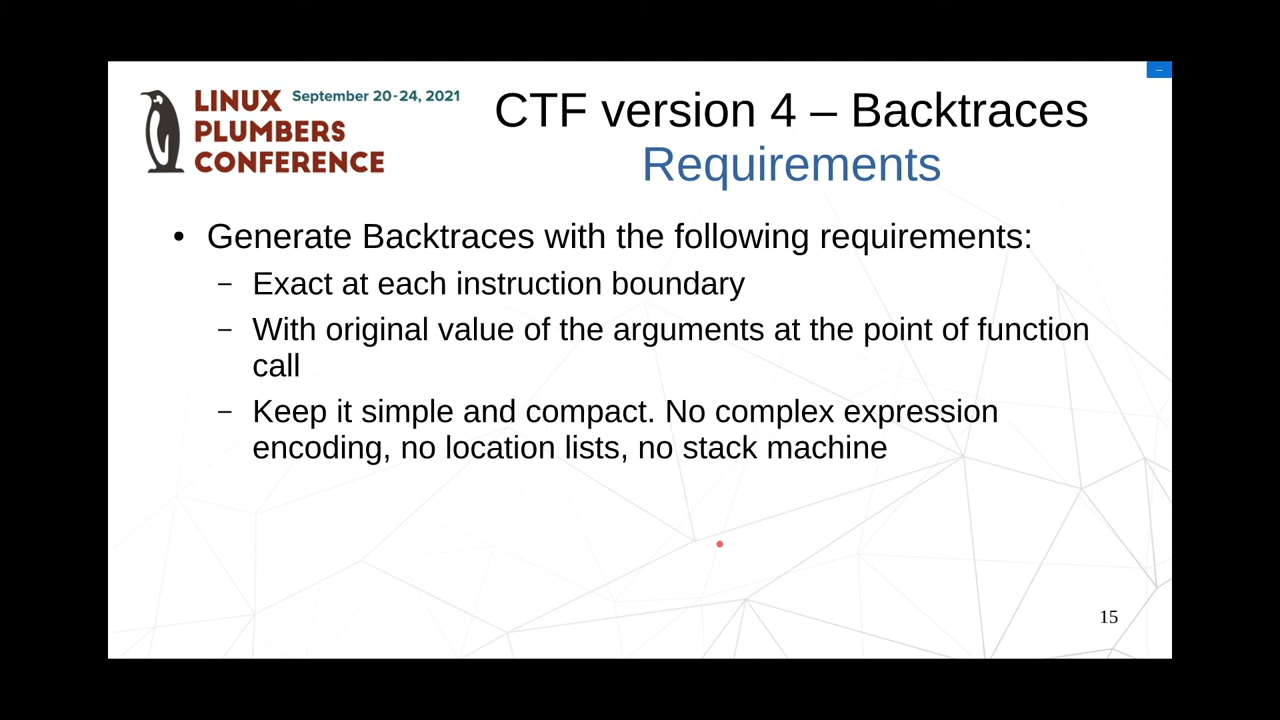 LINUX September 20-24, 2021
PLUMBERS
CONFERENCE
CTF version 4 – Backtraces
Requirements
• Generate Backtraces with the following requirements:
– Exact at each instruction boundary
– With original value of the arguments at the point of function
call
– Keep it simple and compact. No complex expression
encoding, no location lists, no stack machine
15